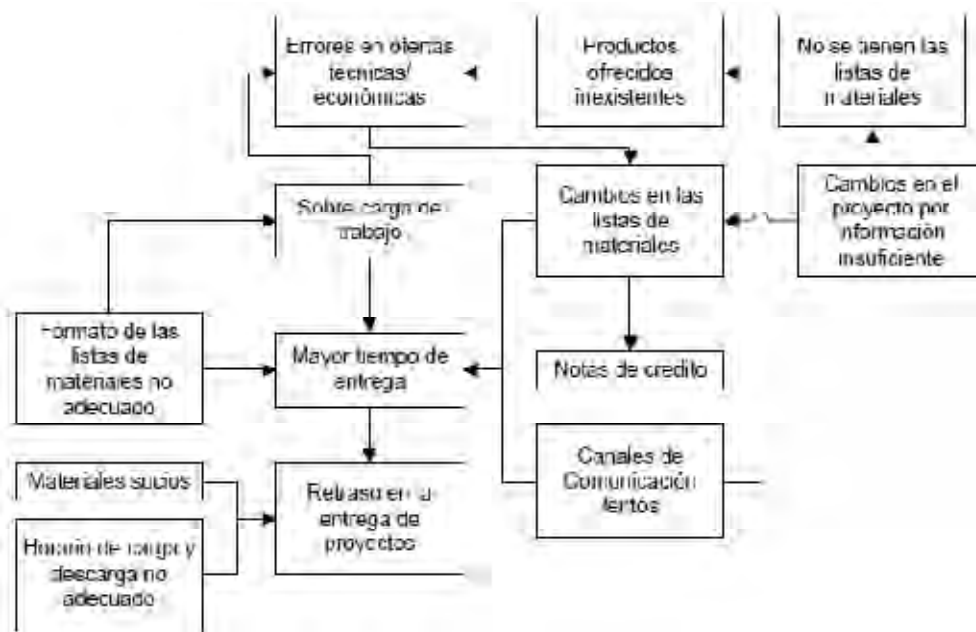 Errores en ofertas
técnicas/
económicas
Productos
ofrecidos
inexistentes
No se tienen las
listas de
materiales
Sobre carga de
trabajo
Cambios en las
listas de
materiales
Cambios en el
proyecto por
información
insuficiente
Formato de las
listas de
materiales no
adecuado
Mayor tiempo de
entrega
Notas de crédito
Materiales sucios
Retraso en la
entrega de
proyectos
Canales de
Comunicación
lentos
Horario de carga y
descarga no
adecuado